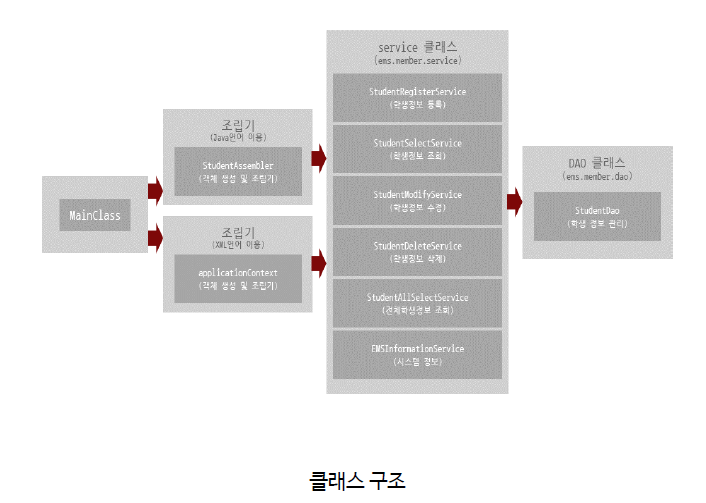 MainClass
조립기
(Java언어 이용)
StudentAssembler
(객체 생성 및 조립기)
조립기
(XML언어 이용)
applicationContext
(객체 생성 및 조립기)
service 클래스
(ems.member.service)
StudentRegisterService
(학생정보 등록)
StudentSelectService
(학생정보 조회)
StudentModifyService
(학생정보 수정)
StudentDeleteService
(학생정보 삭제)
StudentAllSelectService
(전체학생정보 조회)
EMSInformationService
(시스템 정보)
DAO 클래스
(ems.member.dao)
StudentDao
(학생 정보 관리)
클래스 구조